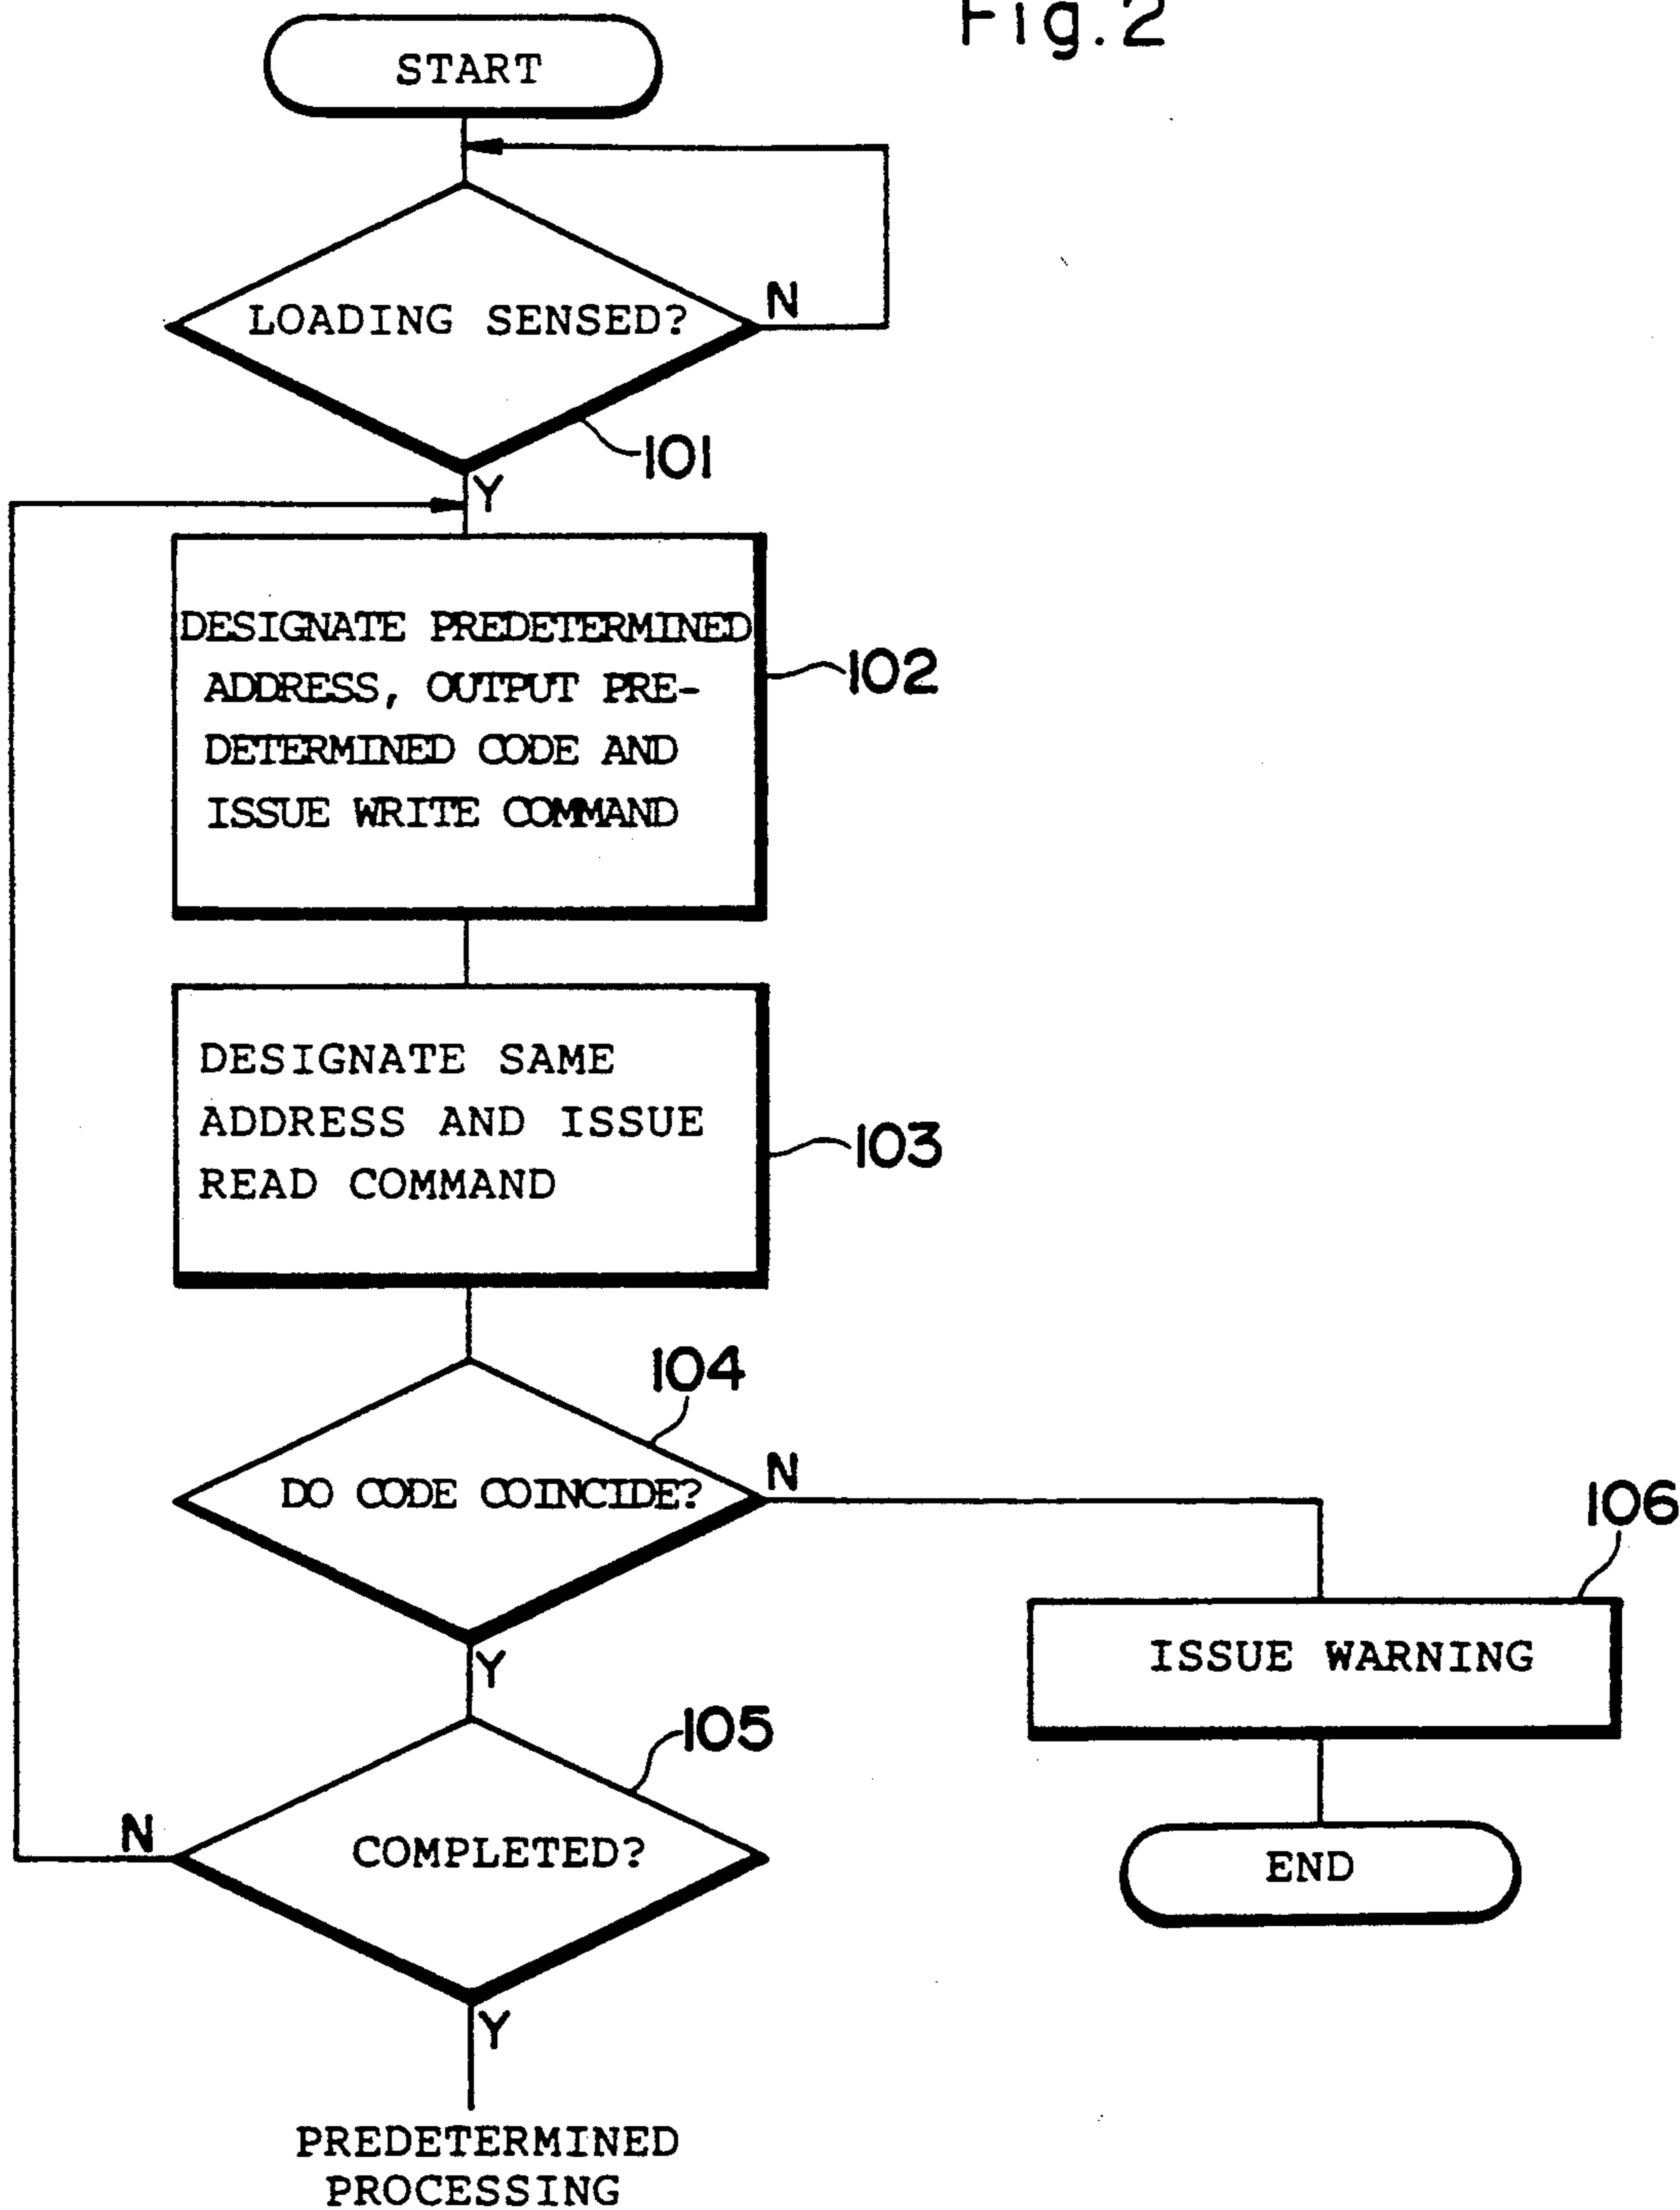 Fig.2
START
LOADING SENSED?
N
101
Y
DESIGNATE PREDETERMINED
ADDRESS, OUTPUT PRE-
DETERMINED CODE AND
ISSUE WRITE COMMAND
102
DESIGNATE SAME
ADDRESS AND ISSUE
READ COMMAND
103
104
DO CODE COINCIDE?
N
Y
106
ISSUE WARNING
105
COMPLETED?
N
END
Y
PREDETERMINED
PROCESSING